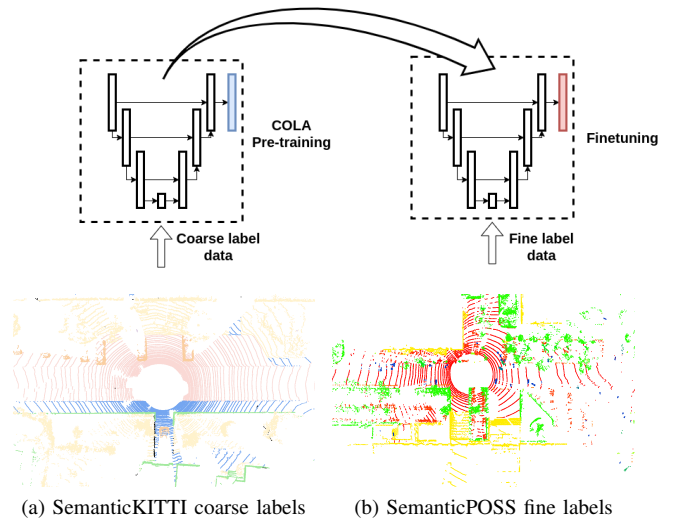 COLA
Pre-training
Finetuning
Coarse label
data
Fine label
data
(a) SemanticKITTI coarse labels
(b) SemanticPOSS fine labels